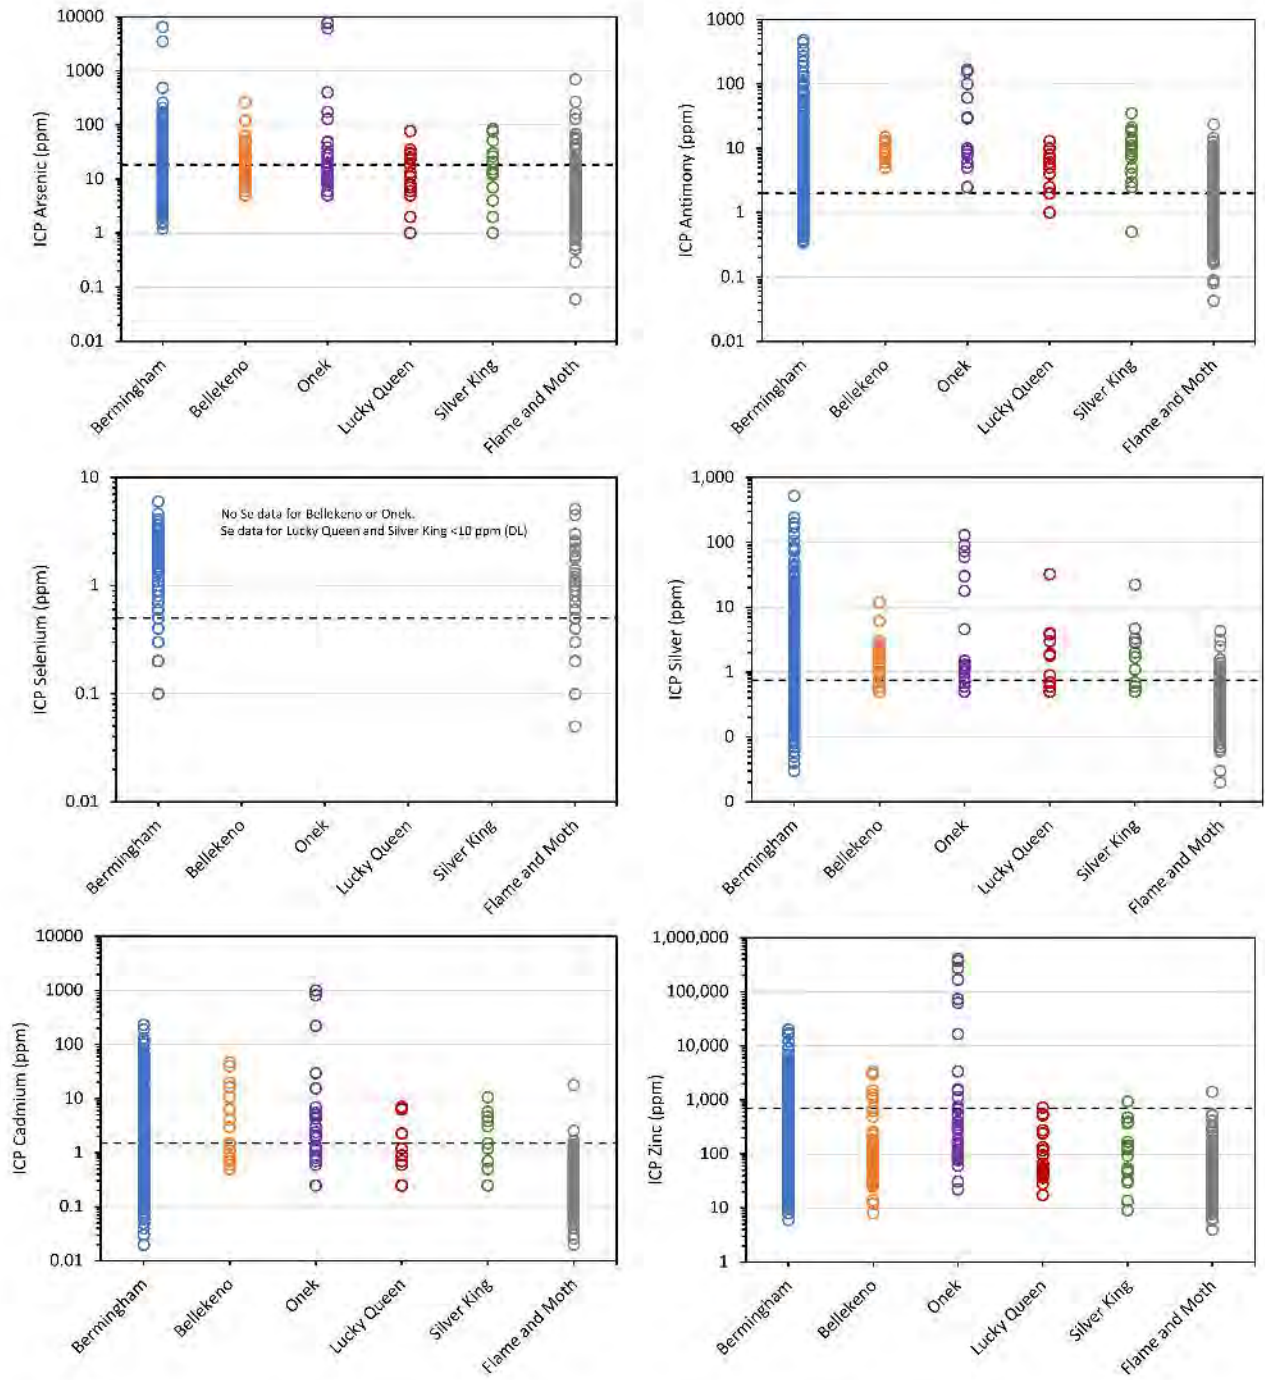 10000
1000
100
10
1
0.1
0.01
ICP Arsenic (ppm)
Bermingham
Bellekeno
Onek
Lucky Queen
Silver King
Flame and Moth
1000
100
10
1
0.1
0.01
ICP Antimony (ppm)
Bermingham
Bellekeno
Onek
Lucky Queen
Silver King
Flame and Moth
10
1
0.1
0.01
ICP Selenium (ppm)
No Se data for Bellekeno or Onek.
Se data for Lucky Queen and Silver King <10 ppm (DL)
Bermingham
Bellekeno
Onek
Lucky Queen
Silver King
Flame and Moth
1,000
100
10
1
0
0
ICP Silver (ppm)
Bermingham
Bellekeno
Onek
Lucky Queen
Silver King
Flame and Moth
10000
1000
100
10
1
0.1
0.01
ICP Cadmium (ppm)
Bermingham
Bellekeno
Onek
Lucky Queen
Silver King
Flame and Moth
1,000,000
100,000
10,000
1,000
100
10
1
ICP Zinc (ppm)
Bermingham
Bellekeno
Onek
Lucky Queen
Silver King
Flame and Moth